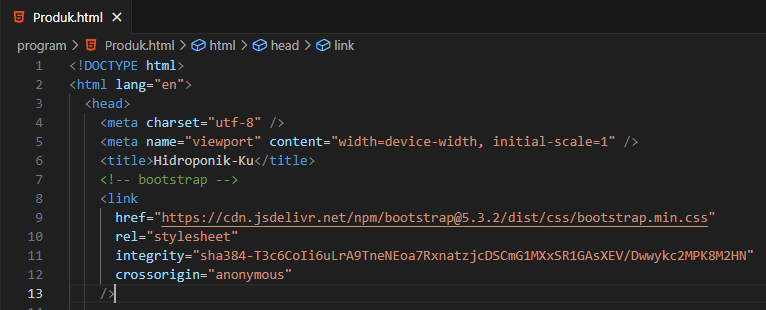 Produk.html
program > Produk.html > html > head > link
1 <!DOCTYPE html>
2 <html lang="en">
3 <head>
4 <meta charset="utf-8" />
5 <meta name="viewport" content="width=device-width, initial-scale=1" />
6 <title>Hidroponik-Ku</title>
7 <!-- bootstrap -->
8 <link
9 href="https://cdn.jsdelivr.net/npm/bootstrap@5.3.2/dist/css/bootstrap.min.css"
10 rel="stylesheet"
11 integrity="sha384-T3c6CoIi6uLrA9TneNEoa7RxnatzjcDSCmG1MXxSR1GAsXEV/Dwwykc2MPK8M2HN"
12 crossorigin="anonymous"
13 />